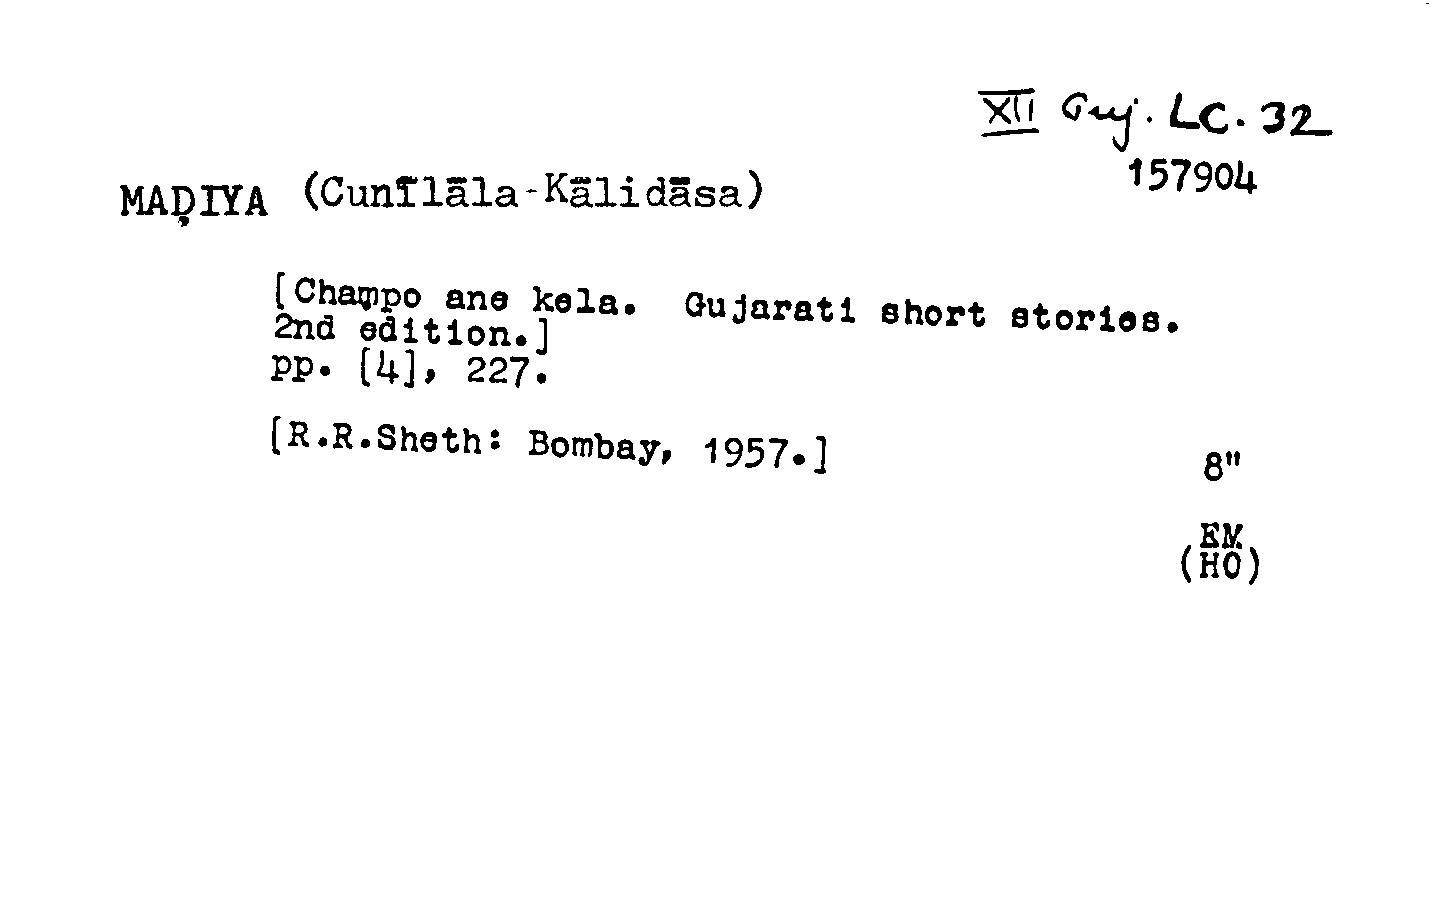 XII Guj. LC. 32
157904
MAḌIYA (Cunīlāla-Kālidāsa)
[Chaṃpo ane kela. Gujarati short stories.
2nd edition.]
pp. [4], 227.
[R.R.Sheth: Bombay, 1957.]
8"
EM
(HO)